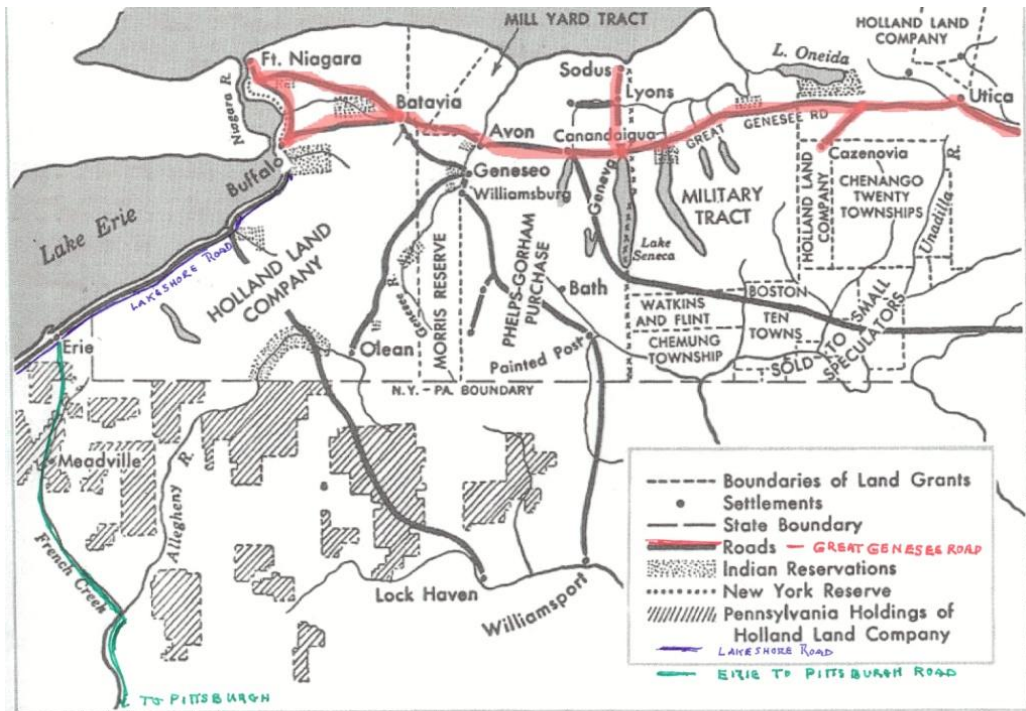 MILL YARD TRACT
HOLLAND LAND
COMPANY
L. Oneida
Ft. Niagara
Niagara R.
Sodus
Lyons
Utica
Batavia
Avon
Canandaigua
GREAT
GENESEE RD
Buffalo
Geneseo
Williamsburg
Geneva
Cazenovia
MILITARY
TRACT
HOLLAND LAND
COMPANY
CHENANGO
TWENTY
TOWNSHIPS
Unadilla R.
Lake Erie
LAKESHORE ROAD
HOLLAND LAND
COMPANY
Genesee R.
MORRIS RESERVE
PHELPS-GORHAM
PURCHASE
Lake
Seneca
Bath
WATKINS
AND FLINT
CHEMUNG
TOWNSHIP
BOSTON
TEN
TOWNS
SOLD TO SMALL
SPECULATORS
Erie
Olean
Painted Post
N.Y.-PA. BOUNDARY
Meadville
Allegheny R.
French Creek
Lock Haven
Williamsport
TO PITTSBURGH
Boundaries of Land Grants
Settlements
State Boundary
Roads — GREAT GENESEE ROAD
Indian Reservations
New York Reserve
Pennsylvania Holdings of
Holland Land Company
LAKESHORE ROAD
ERIE TO PITTSBURGH ROAD